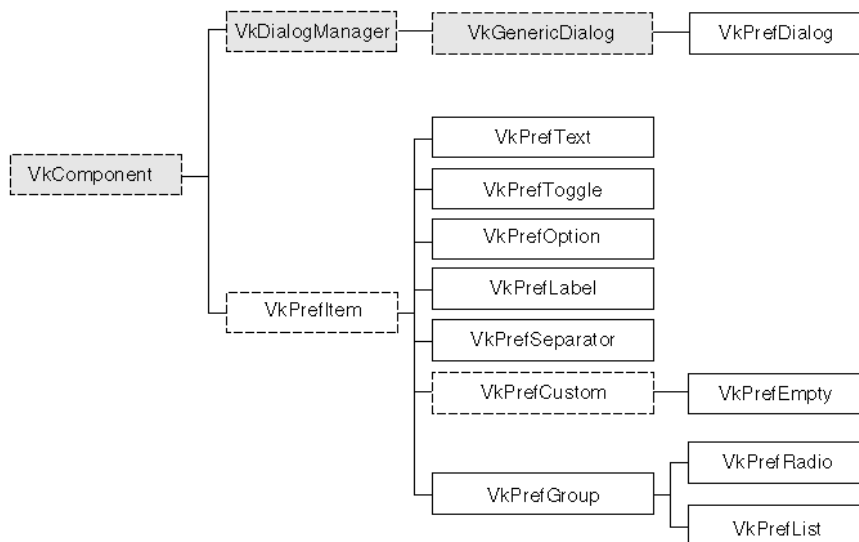 VkDialogManager
VkGenericDialog
VkPrefDialog
VkPrefText
VkComponent
VkPrefToggle
VkPrefOption
VkPrefLabel
VkPrefItem
VkPrefSeparator
VkPrefCustom
VkPrefEmpty
VkPrefRadio
VkPrefGroup
VkPrefList